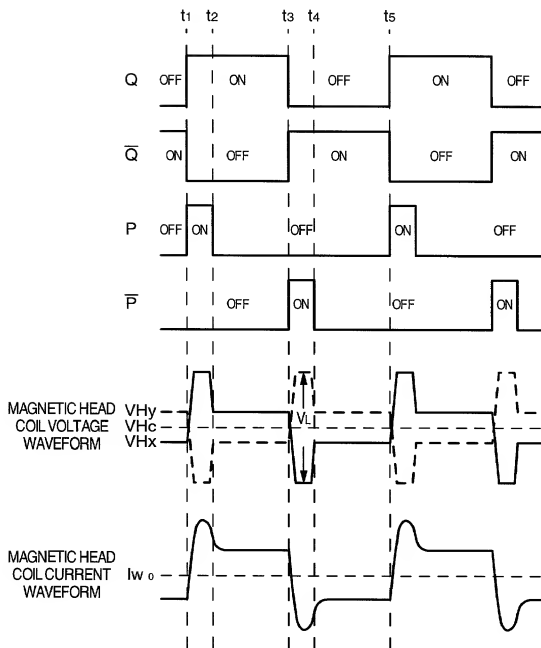 t1 t2 t3 t4 t5
Q OFF ON OFF ON OFF
Q̅ ON OFF ON OFF ON
P OFF ON OFF ON OFF
P̅ OFF ON OFF ON
MAGNETIC HEAD
COIL VOLTAGE
WAVEFORM
VHy
VHc
VHx
VL
MAGNETIC HEAD
COIL CURRENT
WAVEFORM
Iw 0